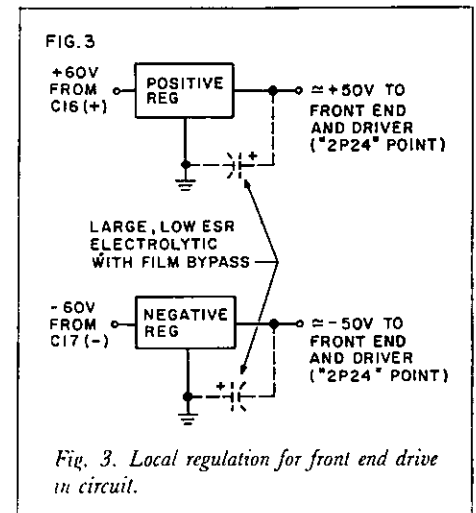 FIG.3
+60V
FROM
C16(+)
POSITIVE
REG
≃+50V TO
FRONT END
AND DRIVER
("2P24" POINT)
+
LARGE, LOW ESR
ELECTROLYTIC
WITH FILM BYPASS
-60V
FROM
C17(-)
NEGATIVE
REG
≃-50V TO
FRONT END
AND DRIVER
("2P24" POINT)
+
Fig. 3. Local regulation for front end drive
in circuit.